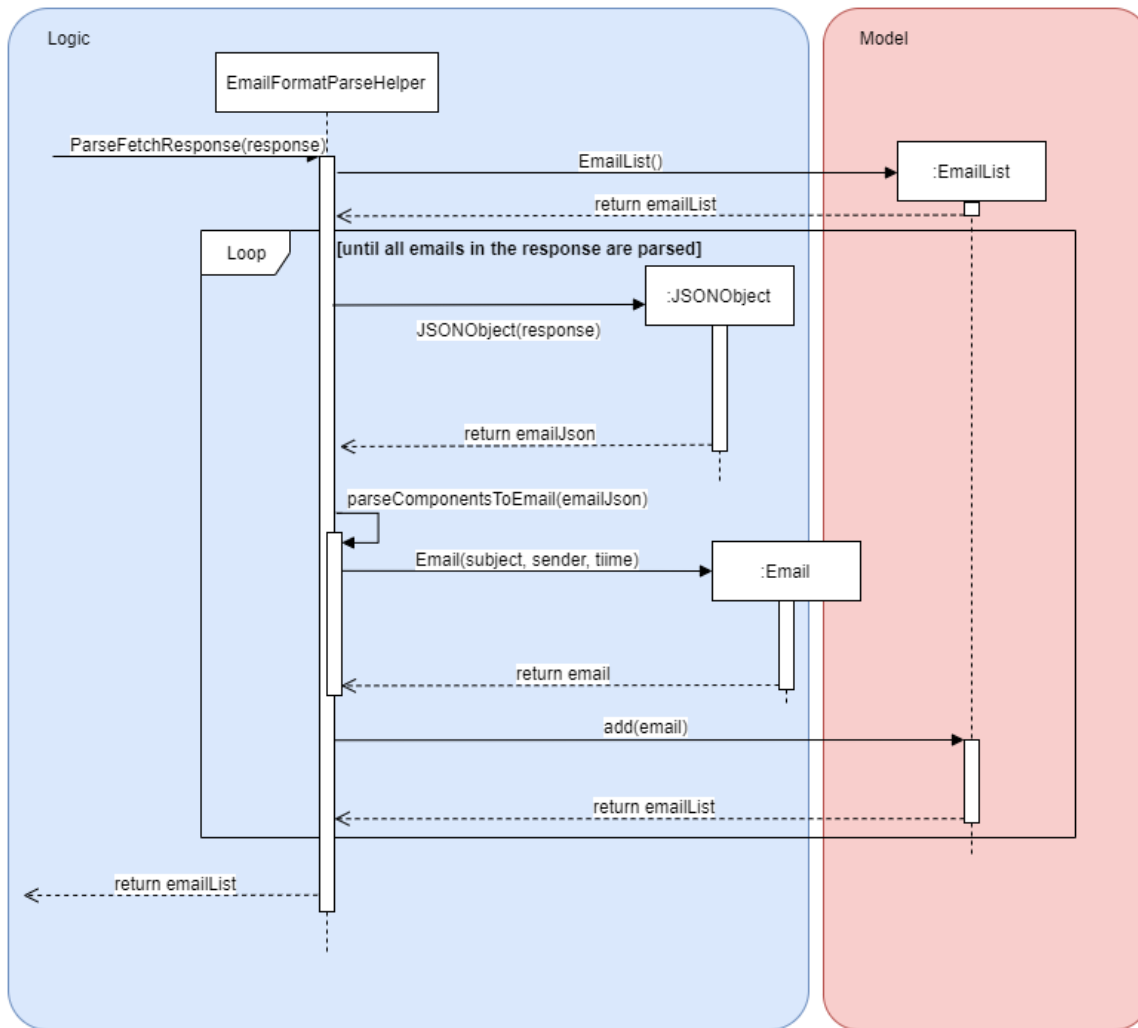 Logic
Model
EmailFormatParseHelper
ParseFetchResponse(response)
EmailList()
:EmailList
return emailList
Loop
[until all emails in the response are parsed]
:JSONObject
JSONObject(response)
return emailJson
parseComponentsToEmail(emailJson)
Email(subject, sender, tiime)
:Email
return email
add(email)
return emailList
return emailList